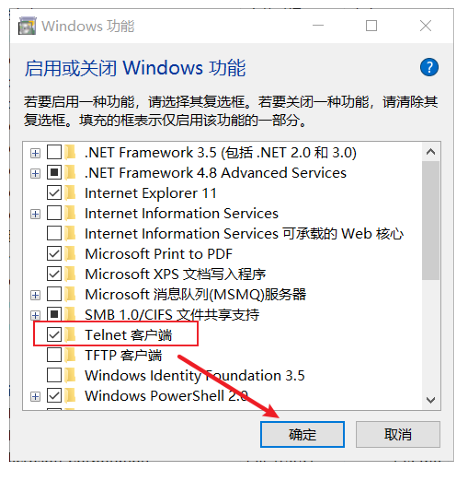 Windows 功能
启用或关闭 Windows 功能
?
若要启用一种功能，请选择其复选框。若要关闭一种功能，请清除其
复选框。填充的框表示仅启用该功能的一部分。
.NET Framework 3.5 (包括 .NET 2.0 和 3.0)
.NET Framework 4.8 Advanced Services
Internet Explorer 11
Internet Information Services
Internet Information Services 可承载的 Web 核心
Microsoft Print to PDF
Microsoft XPS 文档写入程序
Microsoft 消息队列(MSMQ)服务器
SMB 1.0/CIFS 文件共享支持
Telnet 客户端
TFTP 客户端
Windows Identity Foundation 3.5
Windows PowerShell 2.0
确定
取消